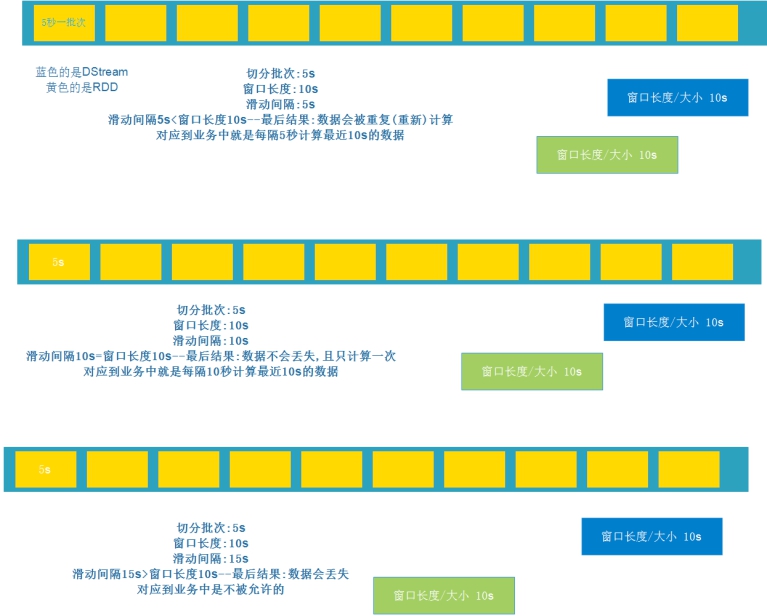 5秒一批次
蓝色的是DStream
黄色的是RDD
切分批次:5s
窗口长度:10s
滑动间隔:5s
滑动间隔5s<窗口长度10s--最后结果:数据会被重复(重新)计算
对应到业务中就是每隔5秒计算最近10s的数据
窗口长度/大小 10s
窗口长度/大小 10s
5s
切分批次:5s
窗口长度:10s
滑动间隔:10s
滑动间隔10s=窗口长度10s--最后结果:数据不会丢失,且只计算一次
对应到业务中就是每隔10秒计算最近10s的数据
窗口长度/大小 10s
窗口长度/大小 10s
5s
切分批次:5s
窗口长度:10s
滑动间隔:15s
滑动间隔15s>窗口长度10s--最后结果:数据会丢失
对应到业务中是不被允许的
窗口长度/大小 10s
窗口长度/大小 10s